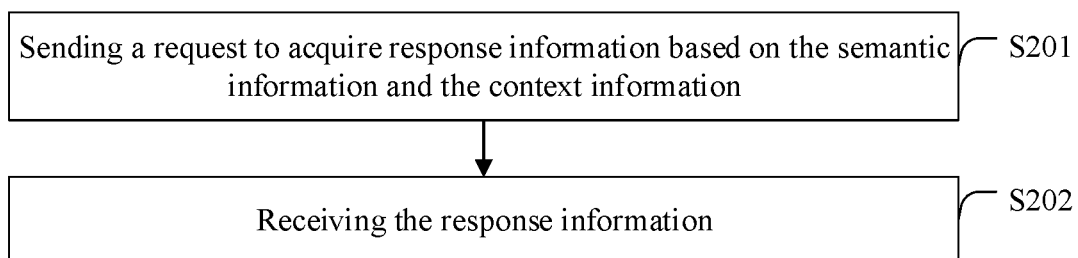 Sending a request to acquire response information based on the semantic
information and the context information
S201
Receiving the response information
S202